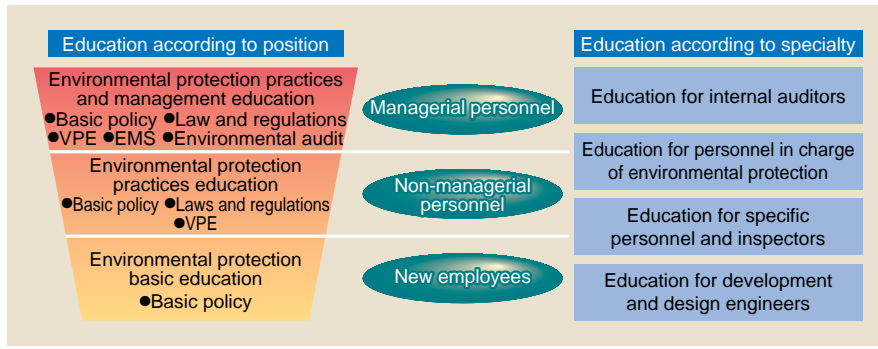 Education according to position
Environmental protection practices
and management education
●Basic policy ●Law and regulations
●VPE ●EMS ●Environmental audit
Environmental protection
practices education
●Basic policy ●Laws and regulations
●VPE
Environmental protection
basic education
●Basic policy
Managerial personnel
Non-managerial
personnel
New employees
Education according to specialty
Education for internal auditors
Education for personnel in charge
of environmental protection
Education for specific
personnel and inspectors
Education for development
and design engineers